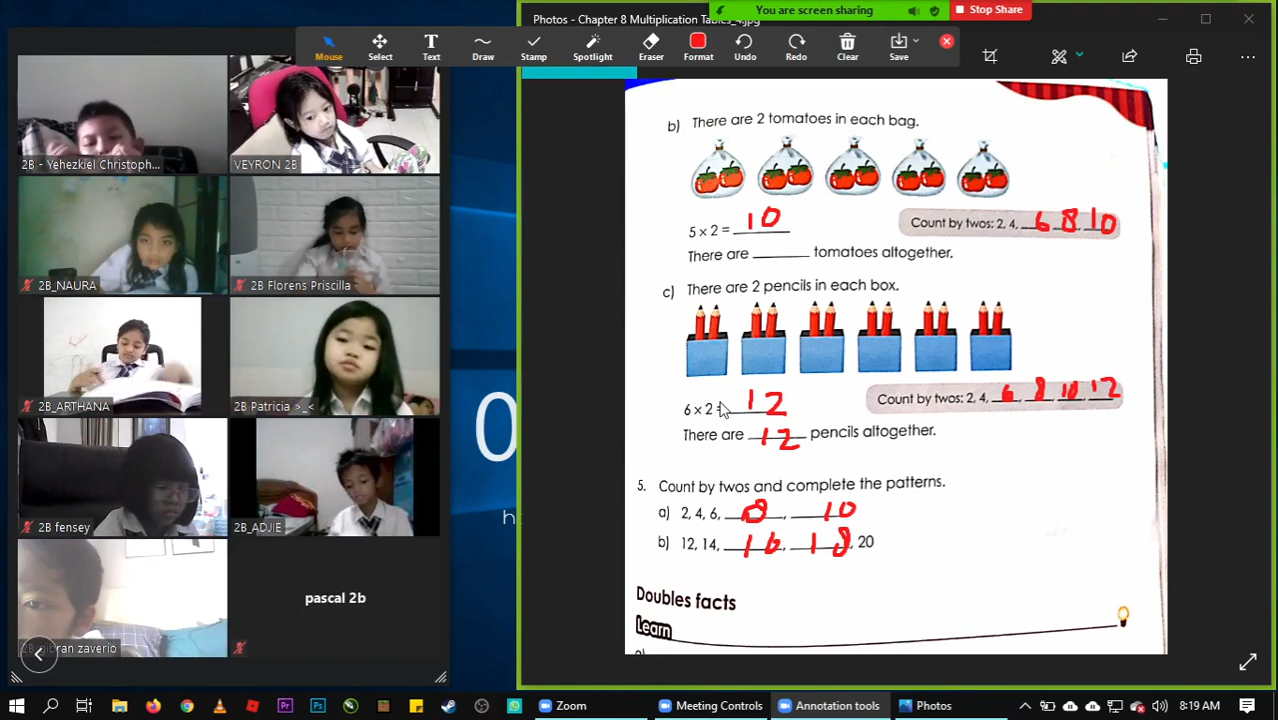 Photos - Chapter 8 Multiplication Tables_4.jpg
You are screen sharing
Stop Share
Mouse
Select
Text
Draw
Stamp
Spotlight
Eraser
Format
Undo
Redo
Clear
Save
2B - Yehezkiel Christoph...
VEYRON 2B
2B_NAURA
2B Florens Priscilla
2B_ARTHANA
2B Patricia >_<
2B fensey
2B_ADJIE
2B_gibran zaverio
pascal 2b
b) There are 2 tomatoes in each bag.
5 x 2 = 10
Count by twos: 2, 4, 6 8 10
There are ______ tomatoes altogether.
c) There are 2 pencils in each box.
6 x 2 = 12
Count by twos: 2, 4, 6, 8, 10, 12
There are 12 pencils altogether.
5. Count by twos and complete the patterns.
a) 2, 4, 6, 8, 10
b) 12, 14, 16, 18, 20
Doubles facts
Learn
Zoom
Meeting Controls
Annotation tools
Photos
8:19 AM